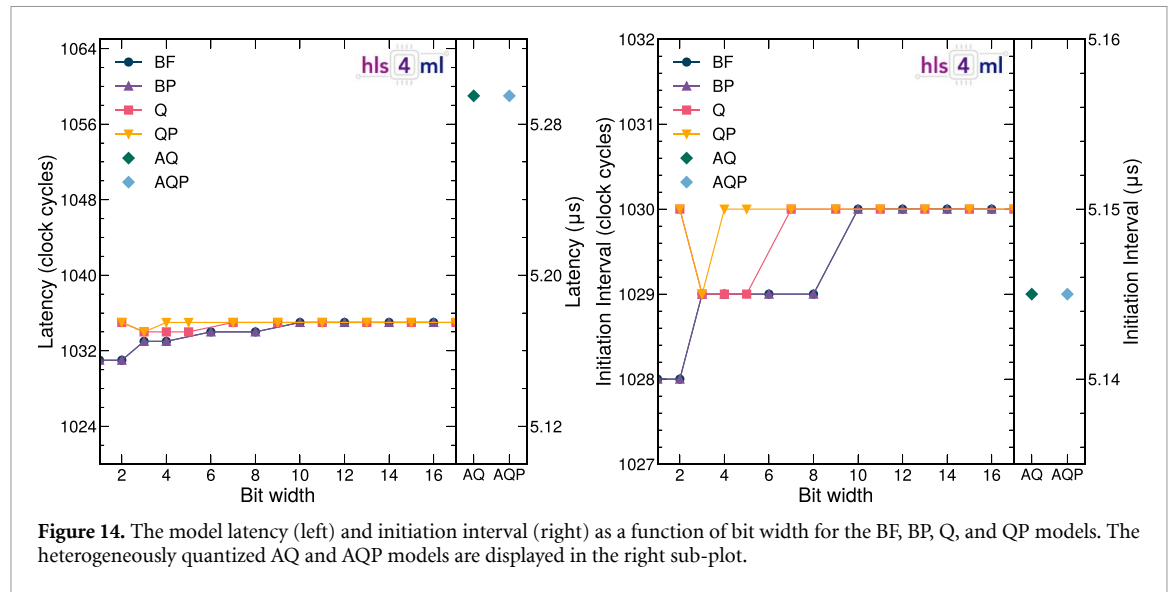 1064
1056
1048
1040
1032
1024
Latency (clock cycles)
BF
BP
Q
QP
AQ
AQP
hls 4 ml
2 4 6 8 10 12 14 16
Bit width
AQ AQP
5.28
5.20
5.12
Latency (μs)
1032
1031
1030
1029
1028
1027
Initiation Interval (clock cycles)
BF
BP
Q
QP
AQ
AQP
hls 4 ml
2 4 6 8 10 12 14 16
Bit width
AQ AQP
5.16
5.15
5.14
Initiation Interval (μs)
Figure 14. The model latency (left) and initiation interval (right) as a function of bit width for the BF, BP, Q, and QP models. The
heterogeneously quantized AQ and AQP models are displayed in the right sub-plot.